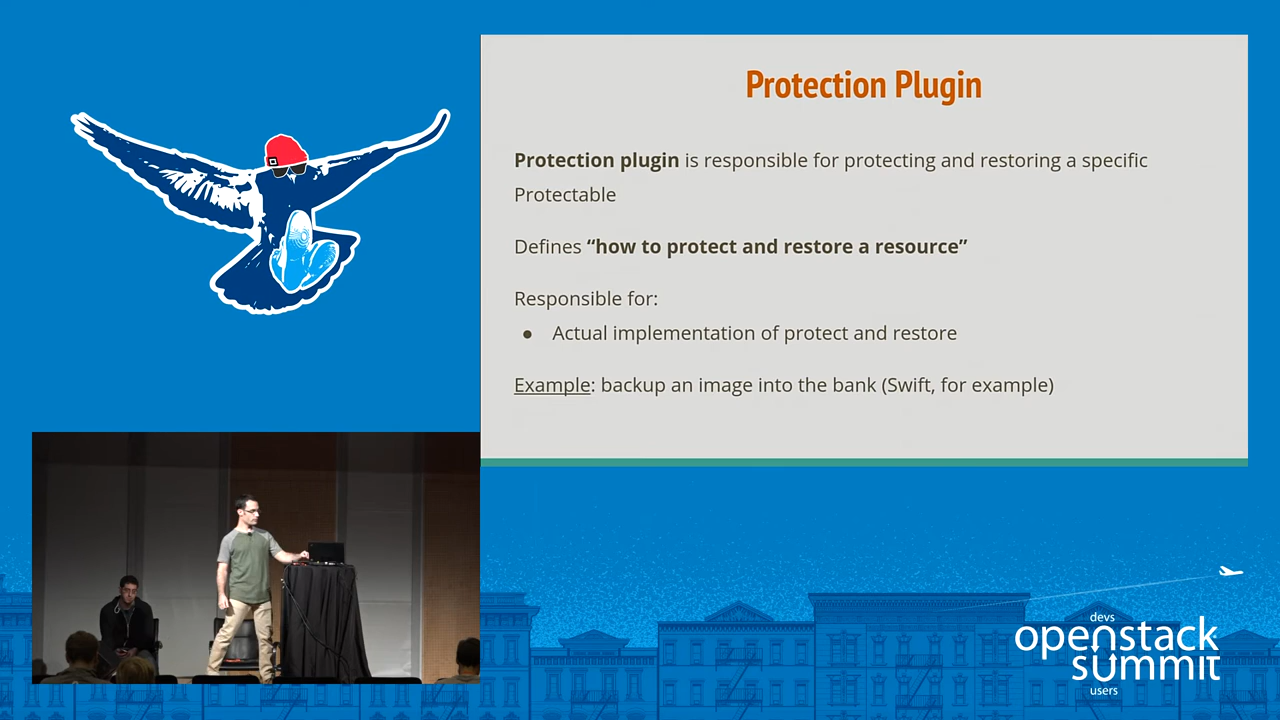 Protection Plugin
Protection plugin is responsible for protecting and restoring a specific
Protectable
Defines “how to protect and restore a resource”
Responsible for:
● Actual implementation of protect and restore
Example: backup an image into the bank (Swift, for example)
devs
openstack
summit
users